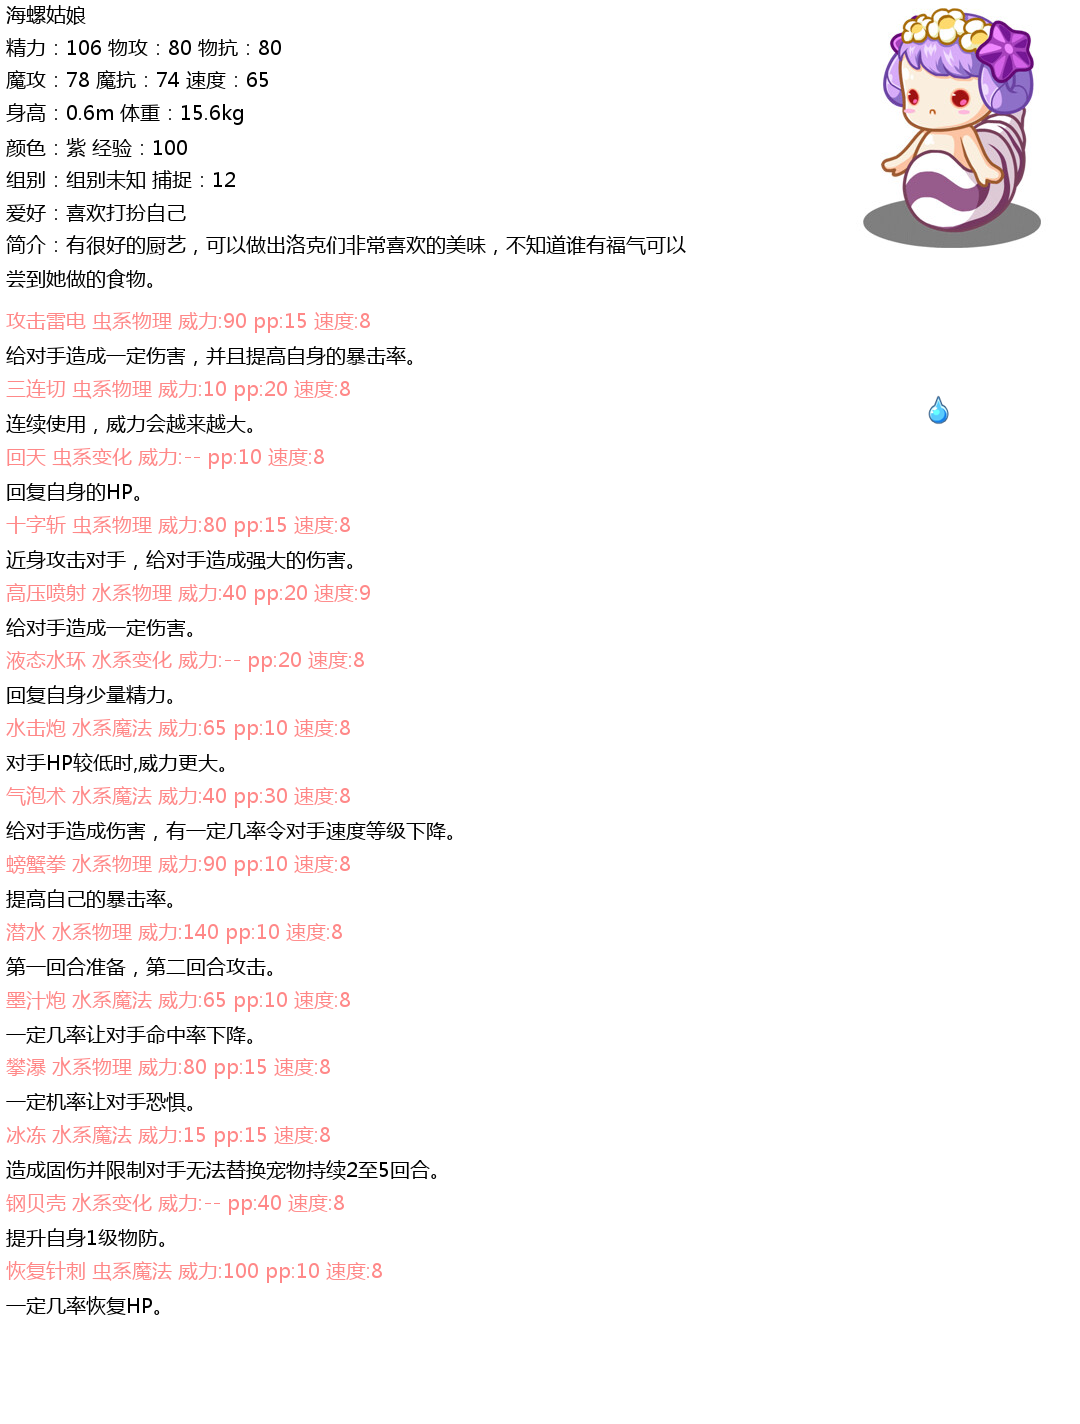 海螺姑娘
精力：106 物攻：80 物抗：80
魔攻：78 魔抗：74 速度：65
身高：0.6m 体重：15.6kg
颜色：紫 经验：100
组别：组别未知 捕捉：12
爱好：喜欢打扮自己
简介：有很好的厨艺，可以做出洛克们非常喜欢的美味，不知道谁有福气可以
尝到她做的食物。
攻击雷电 虫系物理 威力:90 pp:15 速度:8
给对手造成一定伤害，并且提高自身的暴击率。
三连切 虫系物理 威力:10 pp:20 速度:8
连续使用，威力会越来越大。
回天 虫系变化 威力:-- pp:10 速度:8
回复自身的HP。
十字斩 虫系物理 威力:80 pp:15 速度:8
近身攻击对手，给对手造成强大的伤害。
高压喷射 水系物理 威力:40 pp:20 速度:9
给对手造成一定伤害。
液态水环 水系变化 威力:-- pp:20 速度:8
回复自身少量精力。
水击炮 水系魔法 威力:65 pp:10 速度:8
对手HP较低时,威力更大。
气泡术 水系魔法 威力:40 pp:30 速度:8
给对手造成伤害，有一定几率令对手速度等级下降。
螃蟹拳 水系物理 威力:90 pp:10 速度:8
提高自己的暴击率。
潜水 水系物理 威力:140 pp:10 速度:8
第一回合准备，第二回合攻击。
墨汁炮 水系魔法 威力:65 pp:10 速度:8
一定几率让对手命中率下降。
攀瀑 水系物理 威力:80 pp:15 速度:8
一定机率让对手恐惧。
冰冻 水系魔法 威力:15 pp:15 速度:8
造成固伤并限制对手无法替换宠物持续2至5回合。
钢贝壳 水系变化 威力:-- pp:40 速度:8
提升自身1级物防。
恢复针刺 虫系魔法 威力:100 pp:10 速度:8
一定几率恢复HP。